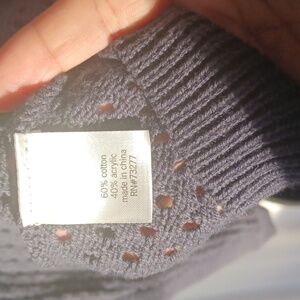 60% cotton
40% acrylic
made in china
RN#73277